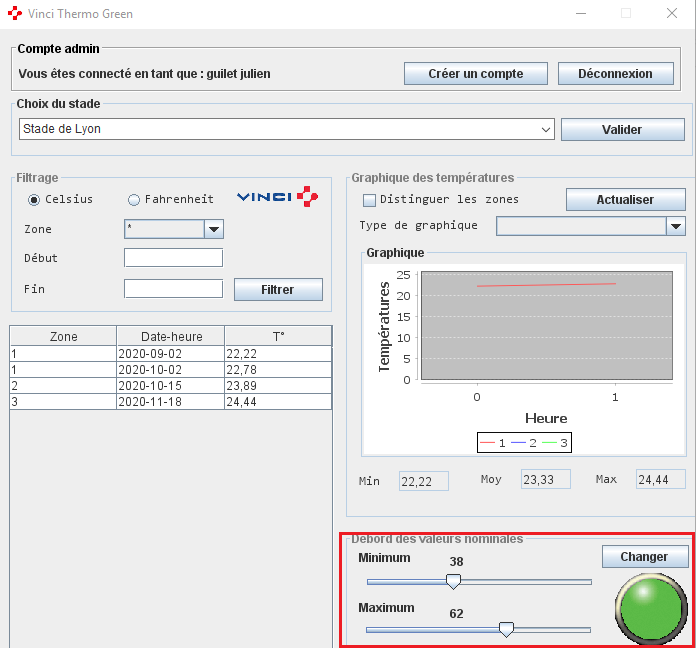 Vinci Thermo Green
Compte admin
Vous êtes connecté en tant que : guilet julien
Créer un compte
Déconnexion
Choix du stade
Stade de Lyon
Valider
Filtrage
Celsius
Fahrenheit
VINCI
Zone
*
Début
Fin
Filtrer
Zone Date-heure T°
1 2020-09-02 22,22
1 2020-10-02 22,78
2 2020-10-15 23,89
3 2020-11-18 24,44
Graphique des températures
Distinguer les zones
Actualiser
Type de graphique
Graphique
Températures
25
20
15
10
5
0
0 1
Heure
1 2 3
Min 22,22 Moy 23,33 Max 24,44
Débord des valeurs nominales
Minimum 38
Changer
Maximum 62